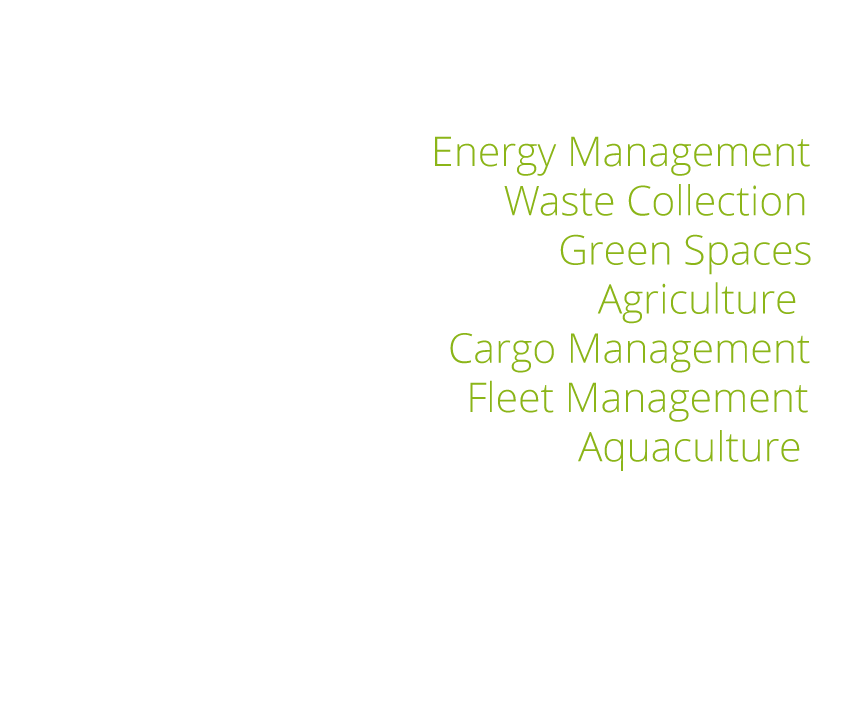 Energy Management
Waste Collection
Green Spaces
Agriculture
Cargo Management
Fleet Management
Aquaculture